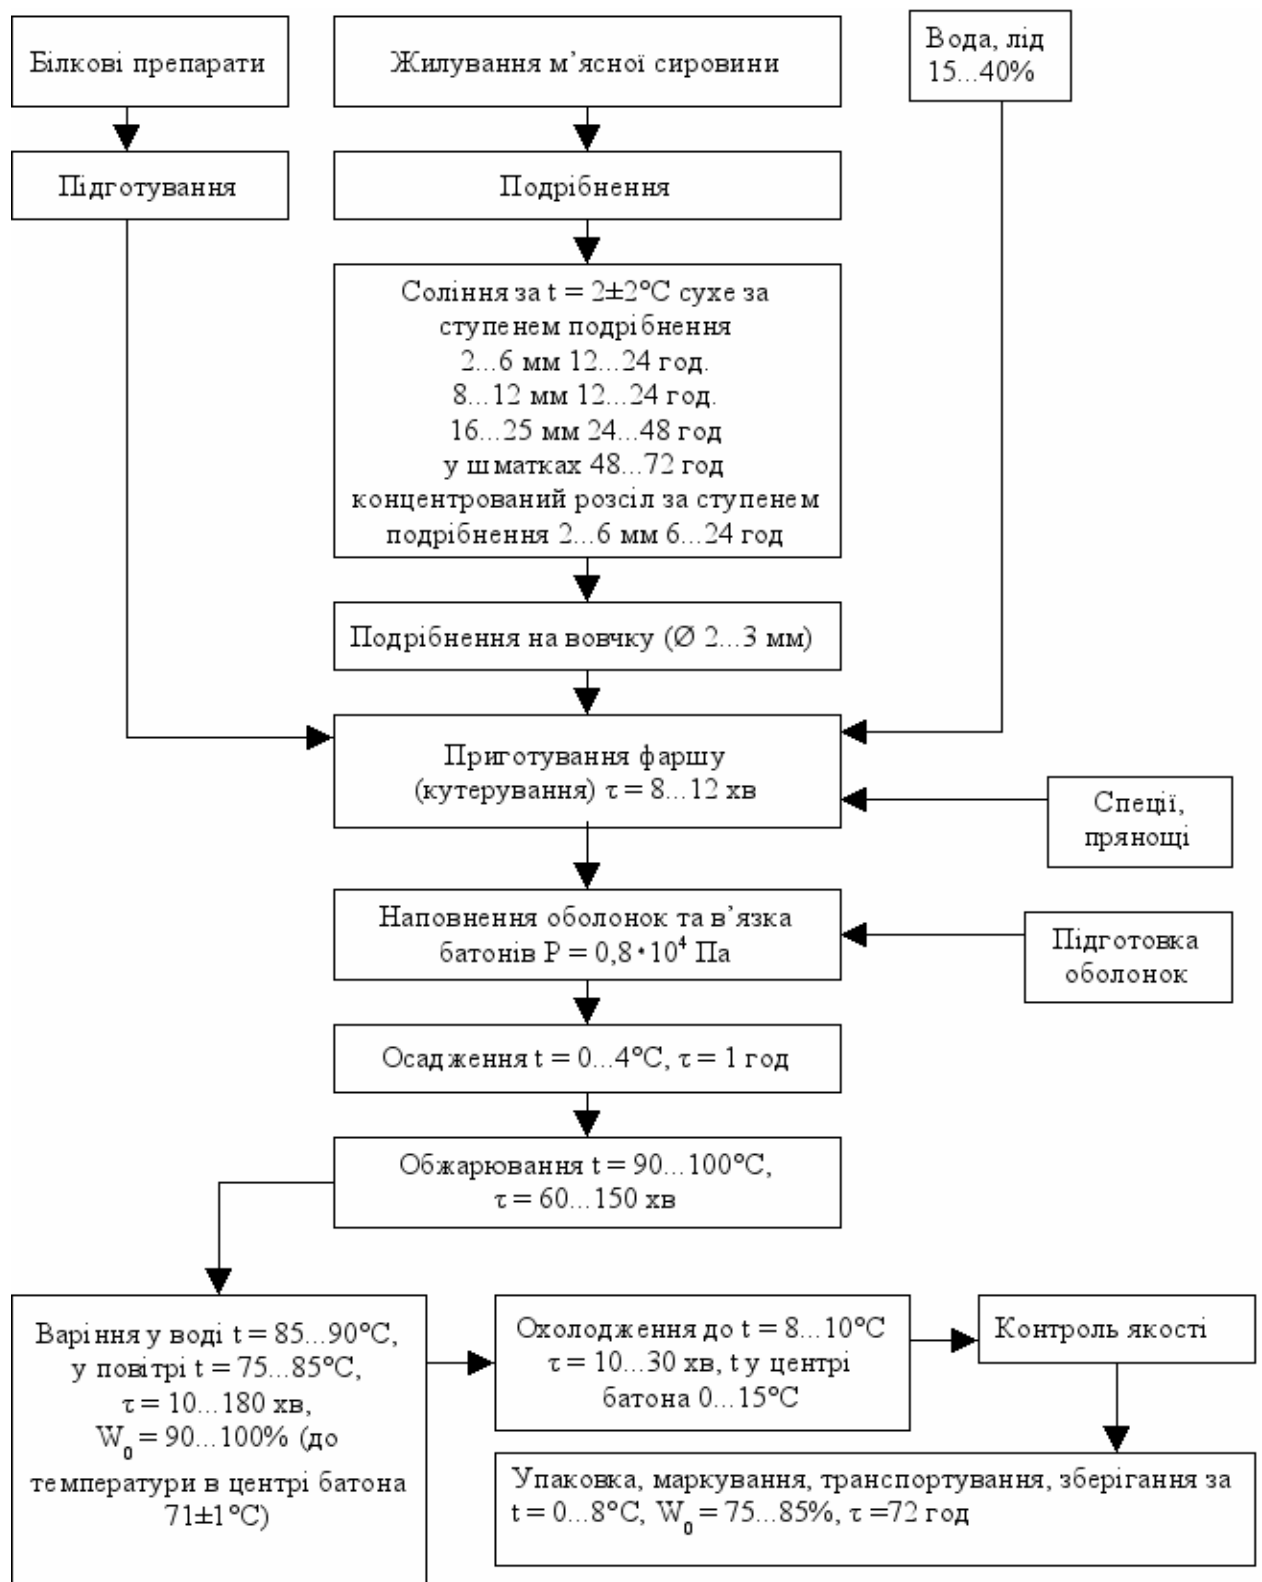 Білкові препарати
Жилування м’ясної сировини
Вода, лід
15...40%
Підготування
Подрібнення
Соління за t = 2±2°С сухе за
ступенем подрібнення
2...6 мм 12...24 год.
8...12 мм 12...24 год.
16...25 мм 24...48 год
у шматках 48...72 год
концентрований розсіл за ступенем
подрібнення 2...6 мм 6...24 год
Подрібнення на вовчку (Ø 2...3 мм)
Приготування фаршу
(кутерування) τ = 8...12 хв
Спеції,
прянощі
Наповнення оболонок та в’язка
батонів Р = 0,8•10⁴ Па
Підготовка
оболонок
Осадження t = 0...4°С, τ = 1 год
Обжарювання t = 90...100°С,
τ = 60...150 хв
Варіння у воді t = 85...90°С,
у повітрі t = 75...85°С,
τ = 10...180 хв,
W₀ = 90...100% (до
температури в центрі батона
71±1°С)
Охолодження до t = 8...10°С
τ = 10...30 хв, t у центрі
батона 0...15°С
Контроль якості
Упаковка, маркування, транспортування, зберігання за
t = 0...8°С, W₀ = 75...85%, τ =72 год